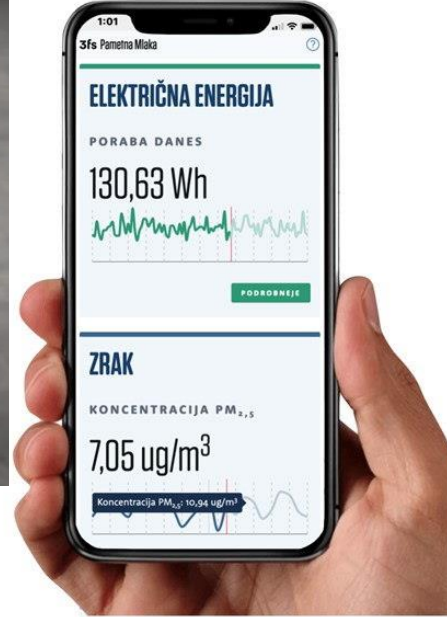 1:01
3fs Pametna Mlaka
?
ELEKTRIČNA ENERGIJA
PORABA DANES
130,63 Wh
PODROBNEJE
ZRAK
KONCENTRACIJA PM₂,₅
7,05 ug/m³
Koncentracija PM₂,₅: 10,94 ug/m³